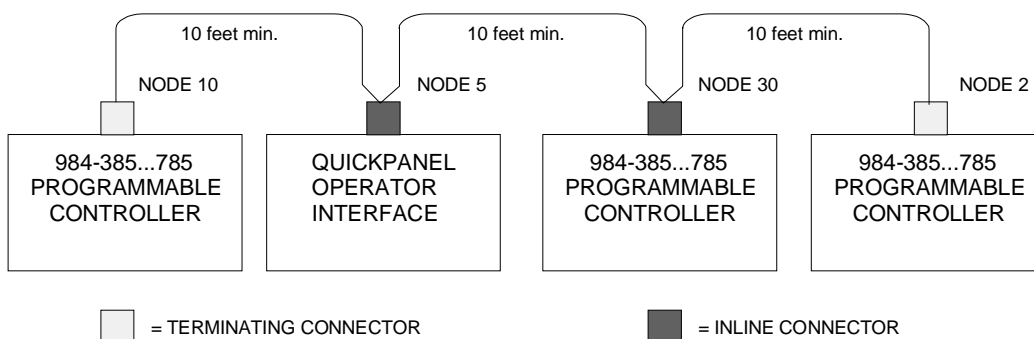 10 feet min.
10 feet min.
10 feet min.
NODE 10
NODE 5
NODE 30
NODE 2
984-385...785
PROGRAMMABLE
CONTROLLER
QUICKPANEL
OPERATOR
INTERFACE
984-385...785
PROGRAMMABLE
CONTROLLER
984-385...785
PROGRAMMABLE
CONTROLLER
= TERMINATING CONNECTOR
= INLINE CONNECTOR